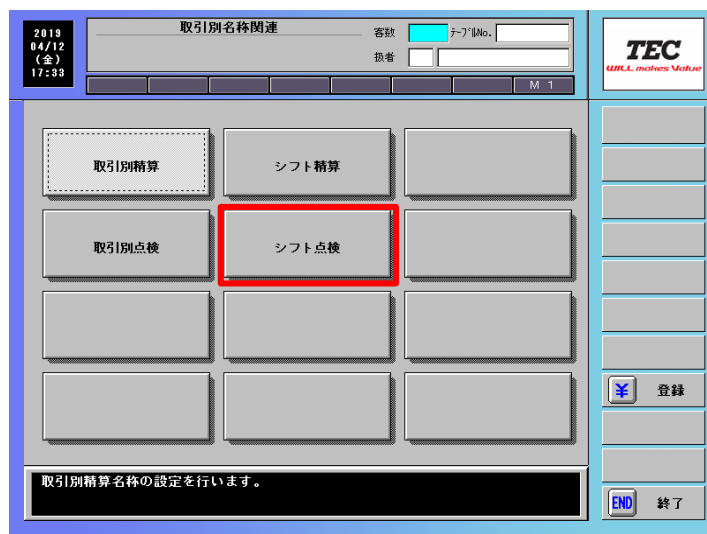 2019
04/12
(金)
17:33
取引別名称関連
客数
ﾃｰﾌﾞﾙNo.
扱者
M 1
TEC
WILL makes Value
取引別精算
シフト精算
取引別点検
シフト点検
¥ 登録
取引別精算名称の設定を行います。
END 終了